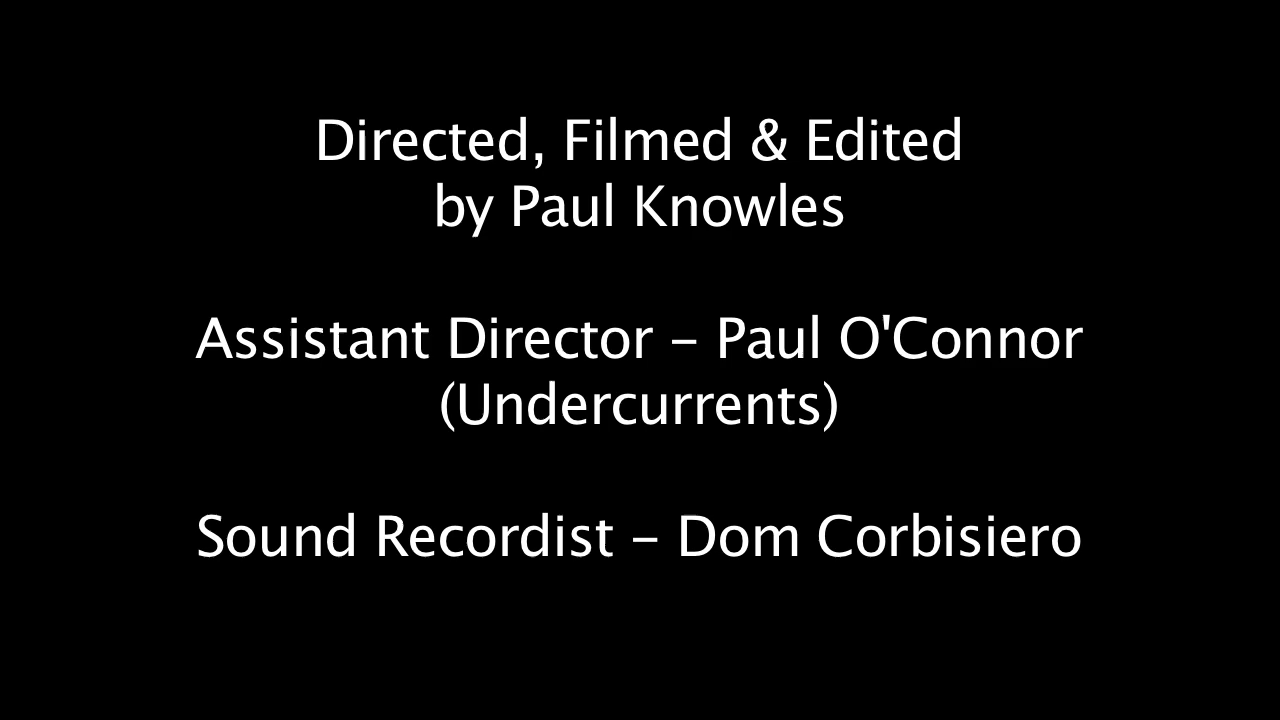 Directed, Filmed & Edited
by Paul Knowles
Assistant Director - Paul O'Connor
(Undercurrents)
Sound Recordist - Dom Corbisiero